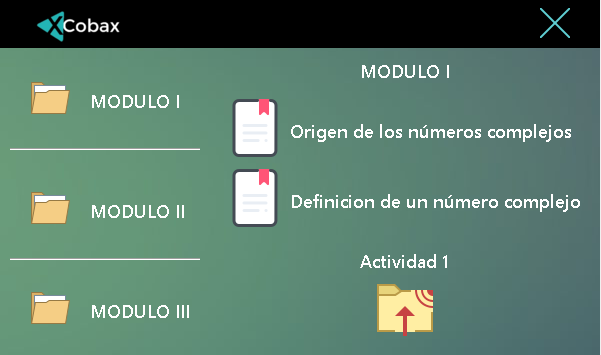 Cobax
MODULO I
MODULO II
MODULO III
MODULO I
Origen de los números complejos
Definicion de un número complejo
Actividad 1